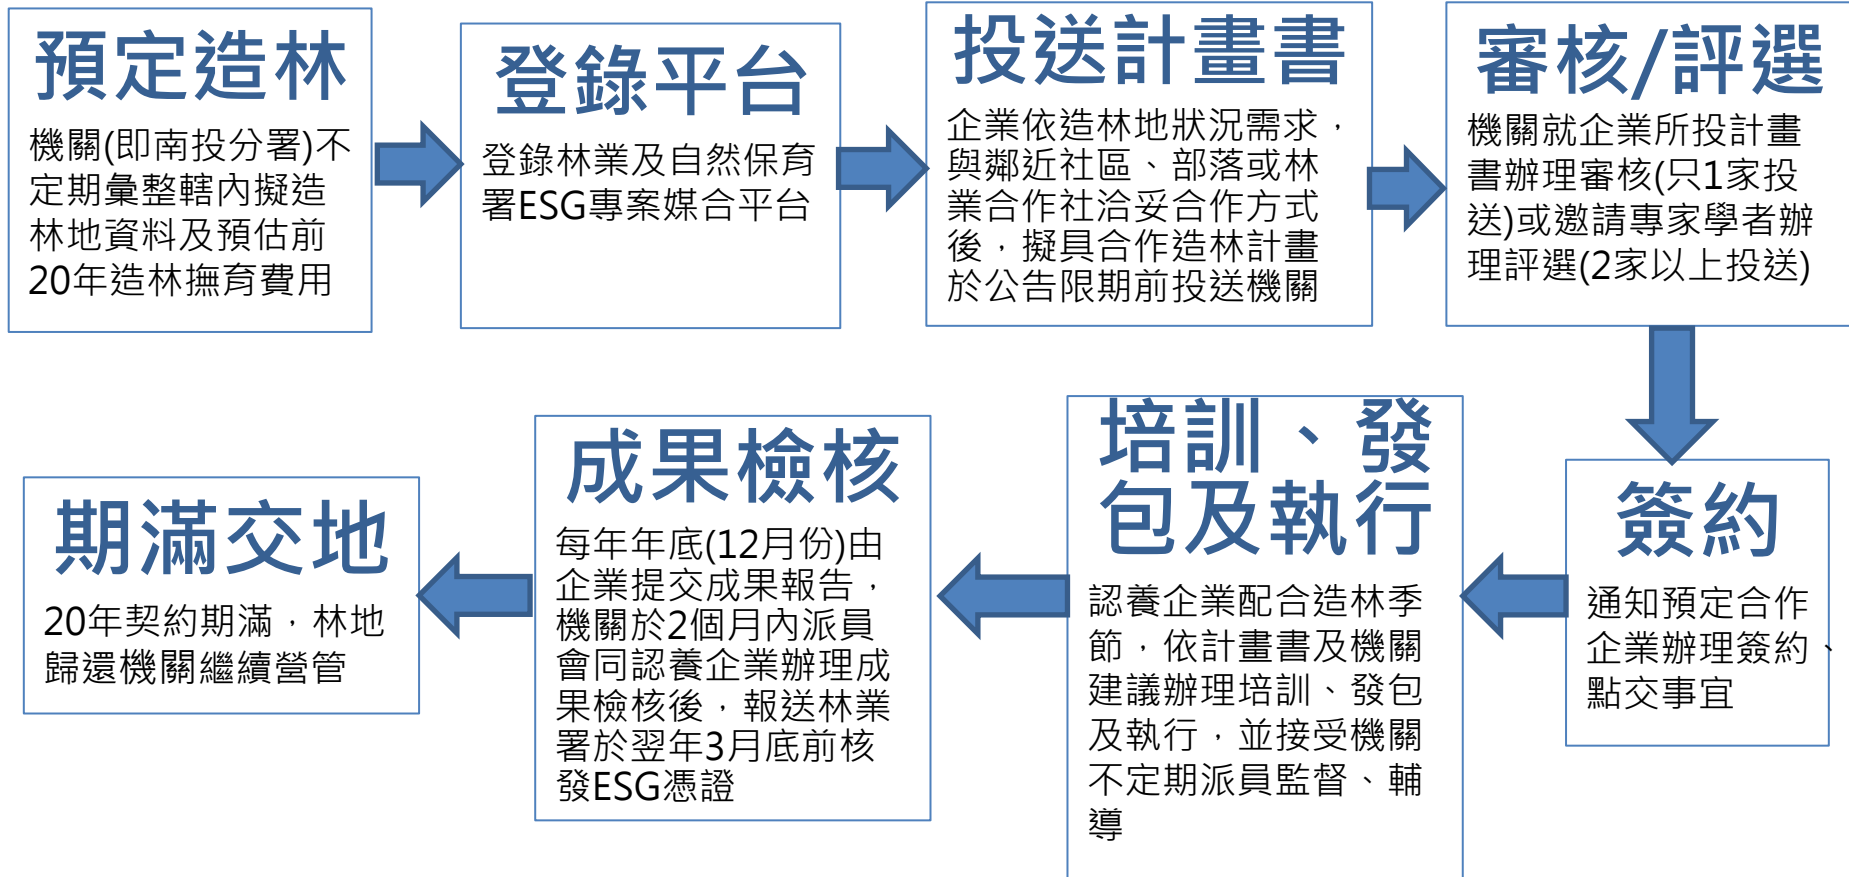 預定造林
機關(即南投分署)不
定期彙整轄內擬造
林地資料及預估前
20年造林撫育費用
登錄平台
登錄林業及自然保育
署ESG專案媒合平台
投送計畫書
企業依造林地狀況需求，
與鄰近社區、部落或林
業合作社洽妥合作方式
後，擬具合作造林計畫
於公告限期前投送機關
審核/評選
機關就企業所投計畫
書辦理審核(只1家投
送)或邀請專家學者辦
理評選(2家以上投送)
簽約
通知預定合作
企業辦理簽約、
點交事宜
培訓、發
包及執行
認養企業配合造林季
節，依計畫書及機關
建議辦理培訓、發包
及執行，並接受機關
不定期派員監督、輔
導
成果檢核
每年年底(12月份)由
企業提交成果報告，
機關於2個月內派員
會同認養企業辦理成
果檢核後，報送林業
署於翌年3月底前核
發ESG憑證
期滿交地
20年契約期滿，林地
歸還機關繼續營管